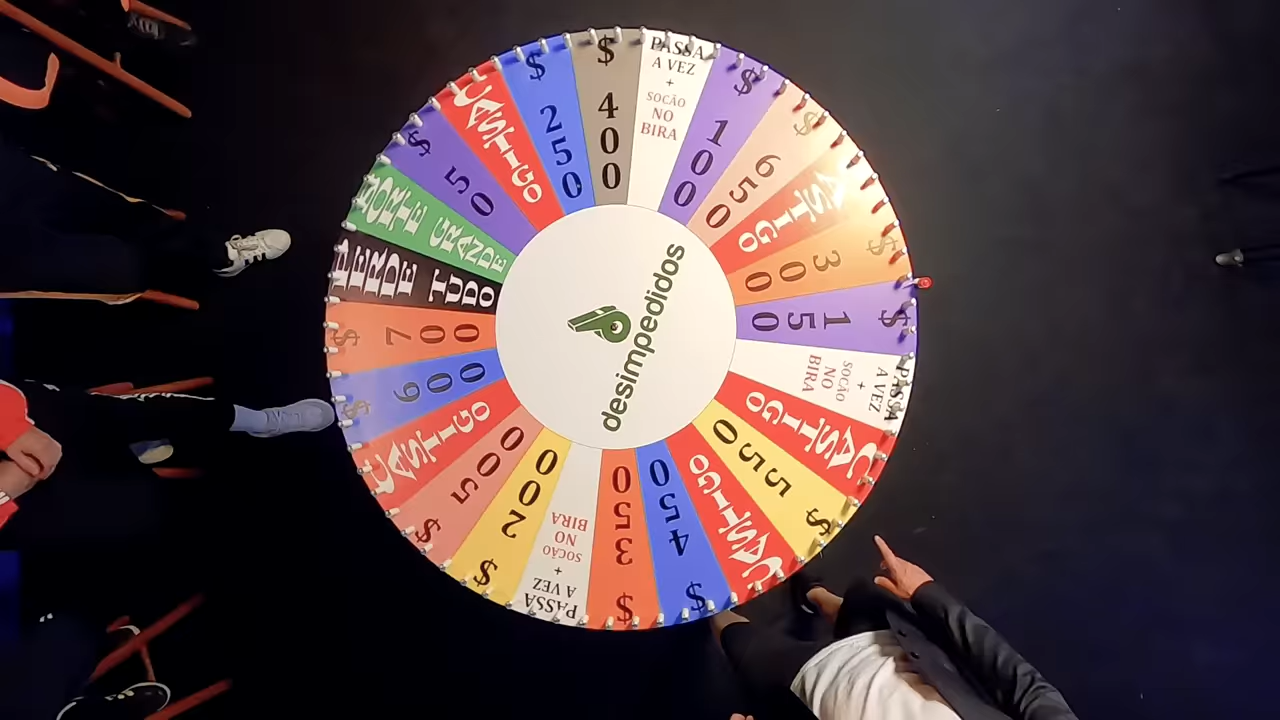 $ 400
PASSA
A VEZ
+
SOCÃO
NO
BIRA
$ 100
$ 650
CASTIGO
$ 300
$ 150
PASSA
A VEZ
+
SOCÃO
NO
BIRA
CASTIGO
$ 550
CASTIGO
$ 450
$ 350
PASSA
A VEZ
+
SOCÃO
NO
BIRA
$ 200
$ 500
CASTIGO
$ 600
$ 700
PERDE TUDO
FORTE GRANDE
$ 50
CASTIGO
$ 250
desimpedidos